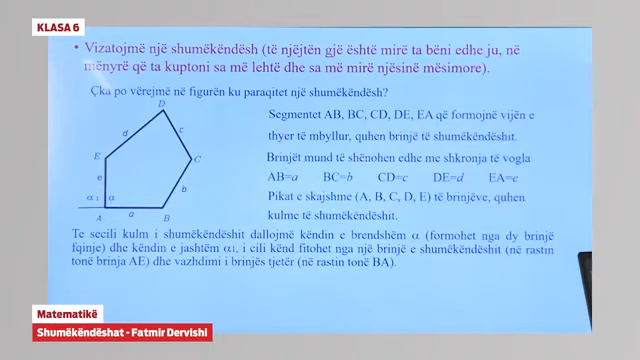 KLASA 6
• Vizatojmë një shumëkëndësh (të njëjtën gjë është mirë ta bëni edhe ju, në
mënyrë që ta kuptoni sa më lehtë dhe sa më mirë njësinë mësimore).
Çka po vërejmë në figurën ku paraqitet një shumëkëndësh?
D
d
c
E
C
e
b
α1
α
A
a
B
Segmentet AB, BC, CD, DE, EA që formojnë vijën e
thyer të mbyllur, quhen brinjë të shumëkëndshit.
Brinjët mund të shënohen edhe me shkronja të vogla
AB=a BC=b CD=c DE=d EA=e
Pikat e skajshme (A, B, C, D, E) të brinjëve, quhen
kulme të shumëkëndëshit.
Te secili kulm i shumëkëndëshit dallojmë këndin e brendshëm α (formohet nga dy brinjë
fqinje) dhe këndin e jashtëm α1, i cili kënd fitohet nga një brinjë e shumëkëndëshit (në rastin
tonë brinja AE) dhe vazhdimi i brinjës tjetër (në rastin tonë BA).
Matematikë
Shumëkëndëshat - Fatmir Dervishi